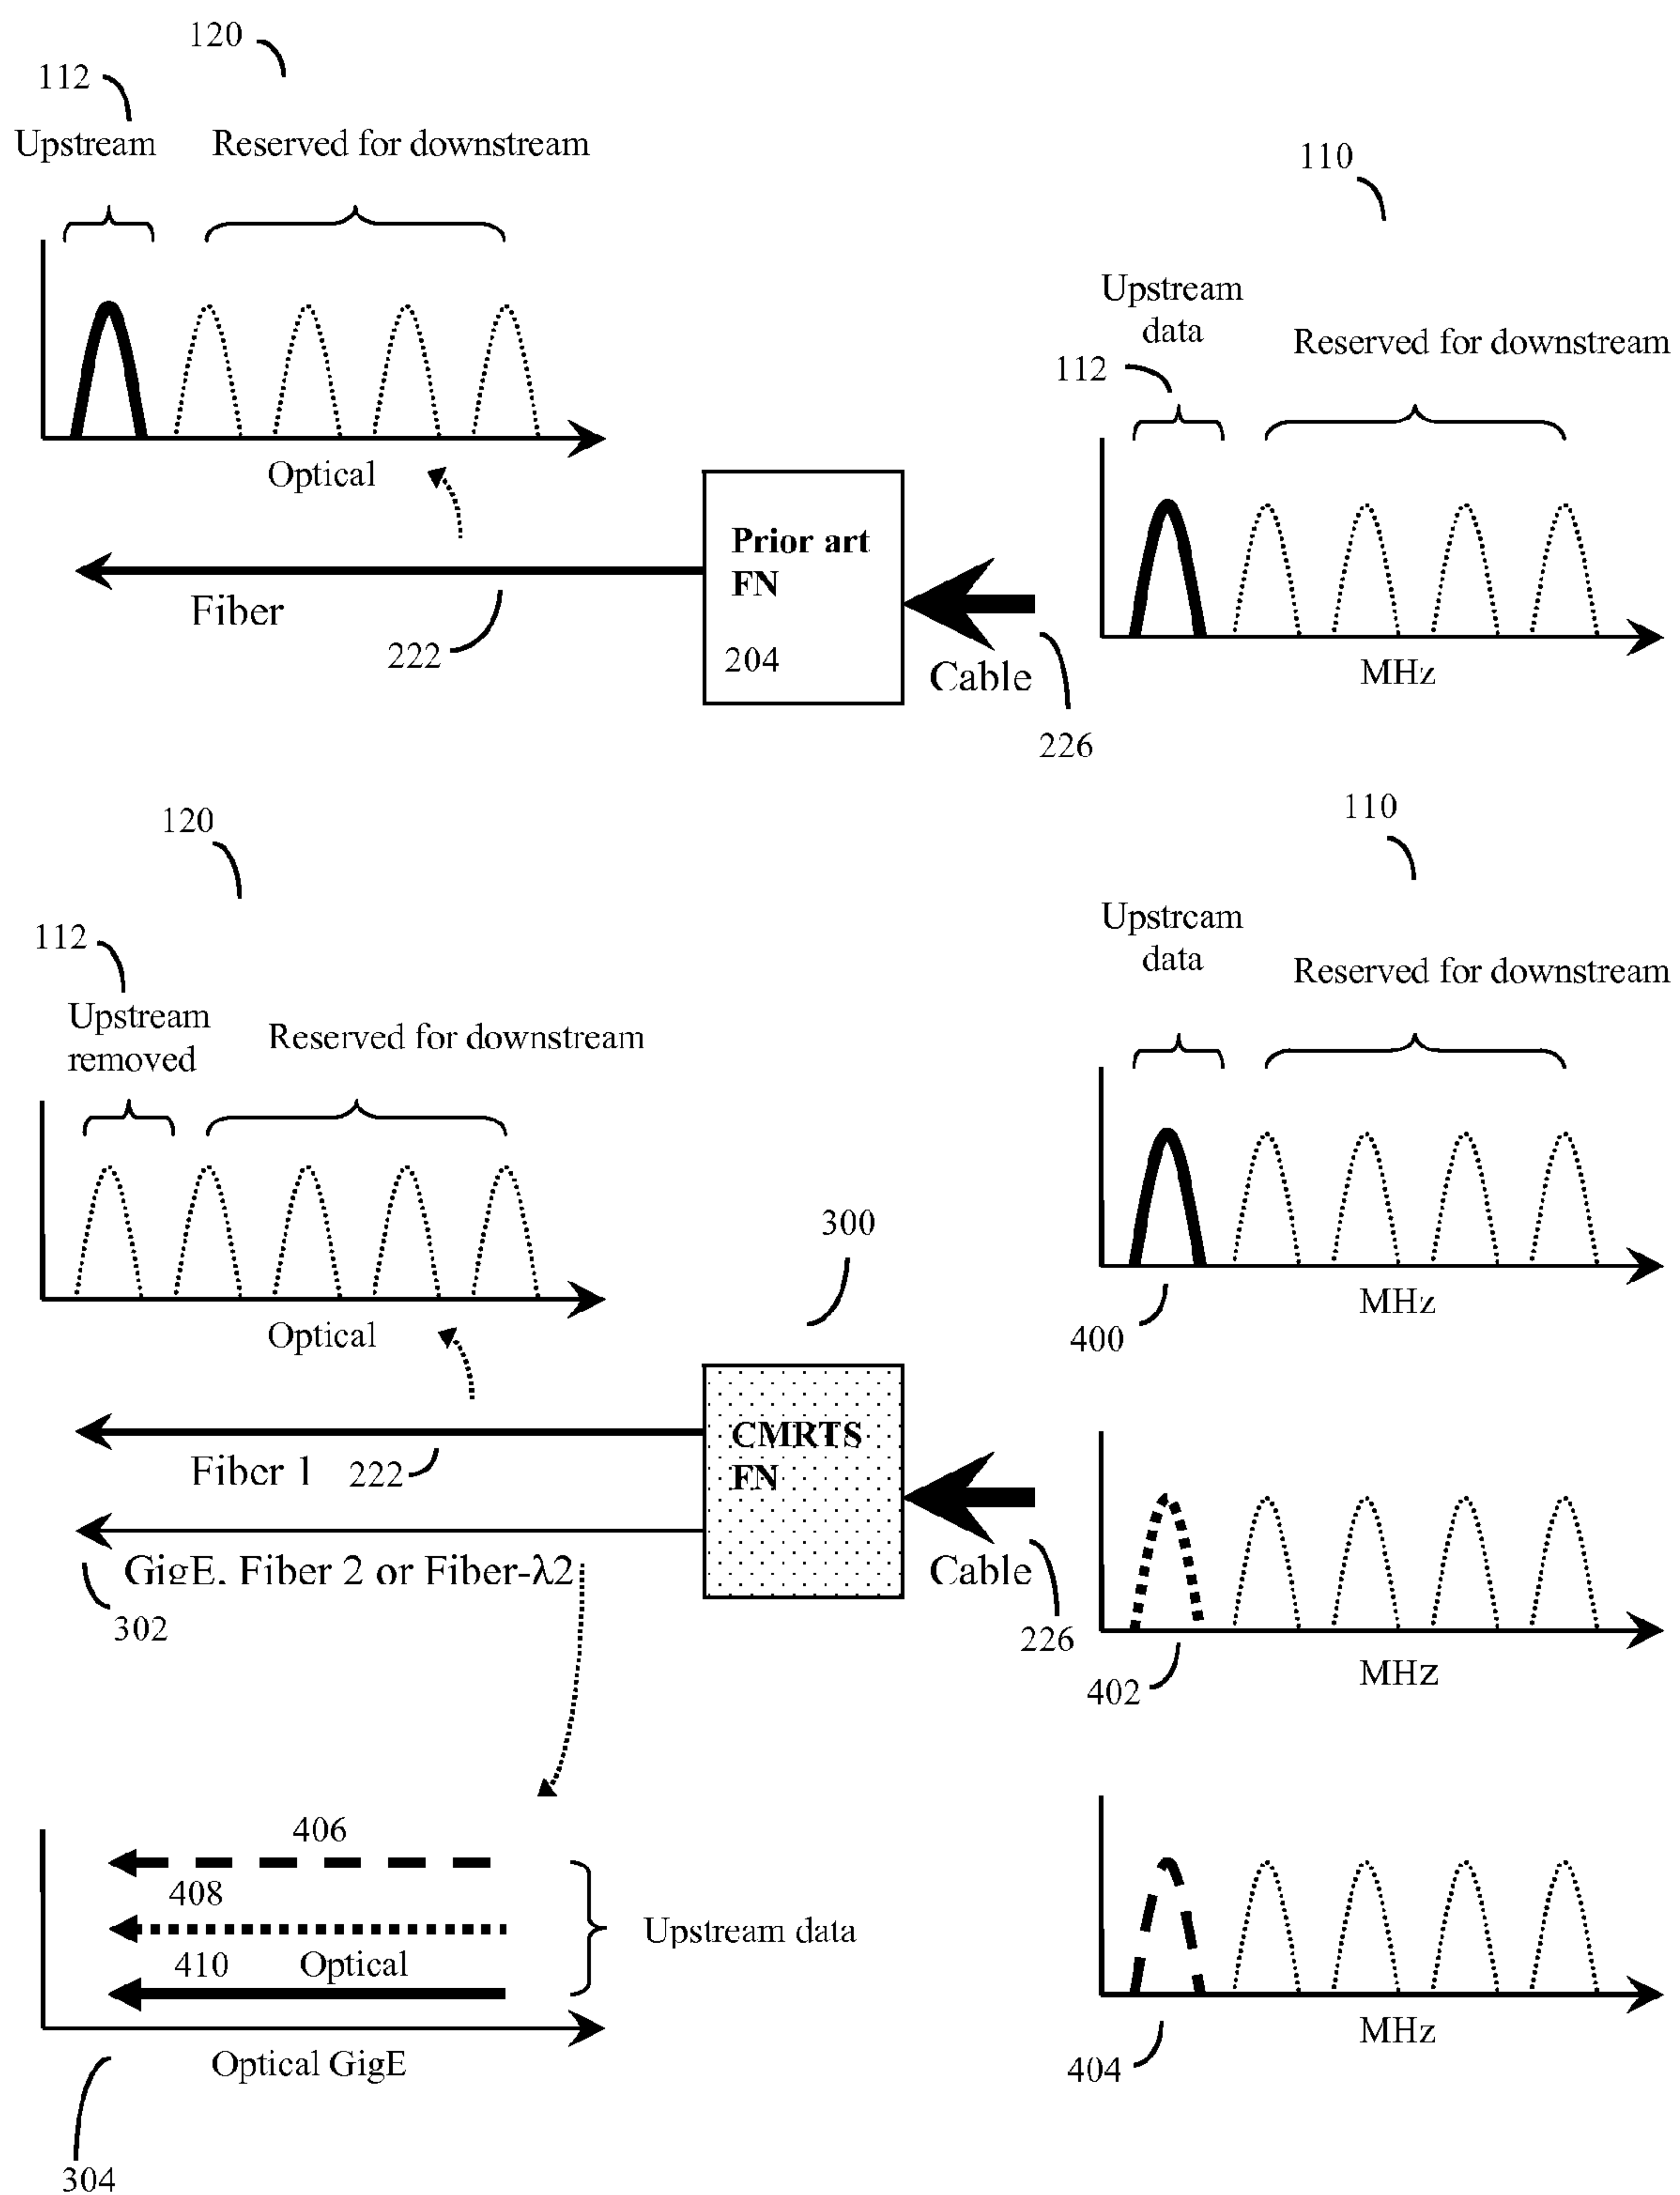 120
112
Upstream
Reserved for downstream
110
Upstream
data
Reserved for downstream
112
Optical
Prior art
FN
204
Fiber
222
Cable
226
MHz
120
110
112
Upstream
data
Reserved for downstream
Upstream
removed
Reserved for downstream
300
Optical
MHz
400
CMRTS
FN
Fiber 1
222
GigE, Fiber 2 or Fiber-λ2
302
Cable
226
MHz
402
406
408
410
Optical
Upstream data
Optical GigE
304
MHz
404